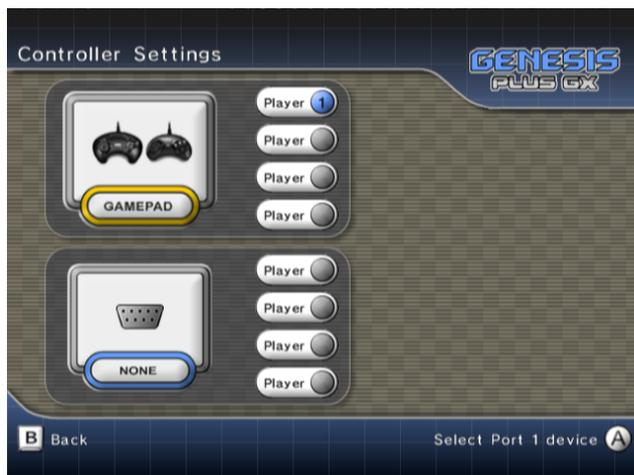 Controller Settings
GENESIS
PLUS GX
Player 1
Player
Player
Player
GAMEPAD
Player
Player
Player
Player
NONE
B Back
Select Port 1 device A